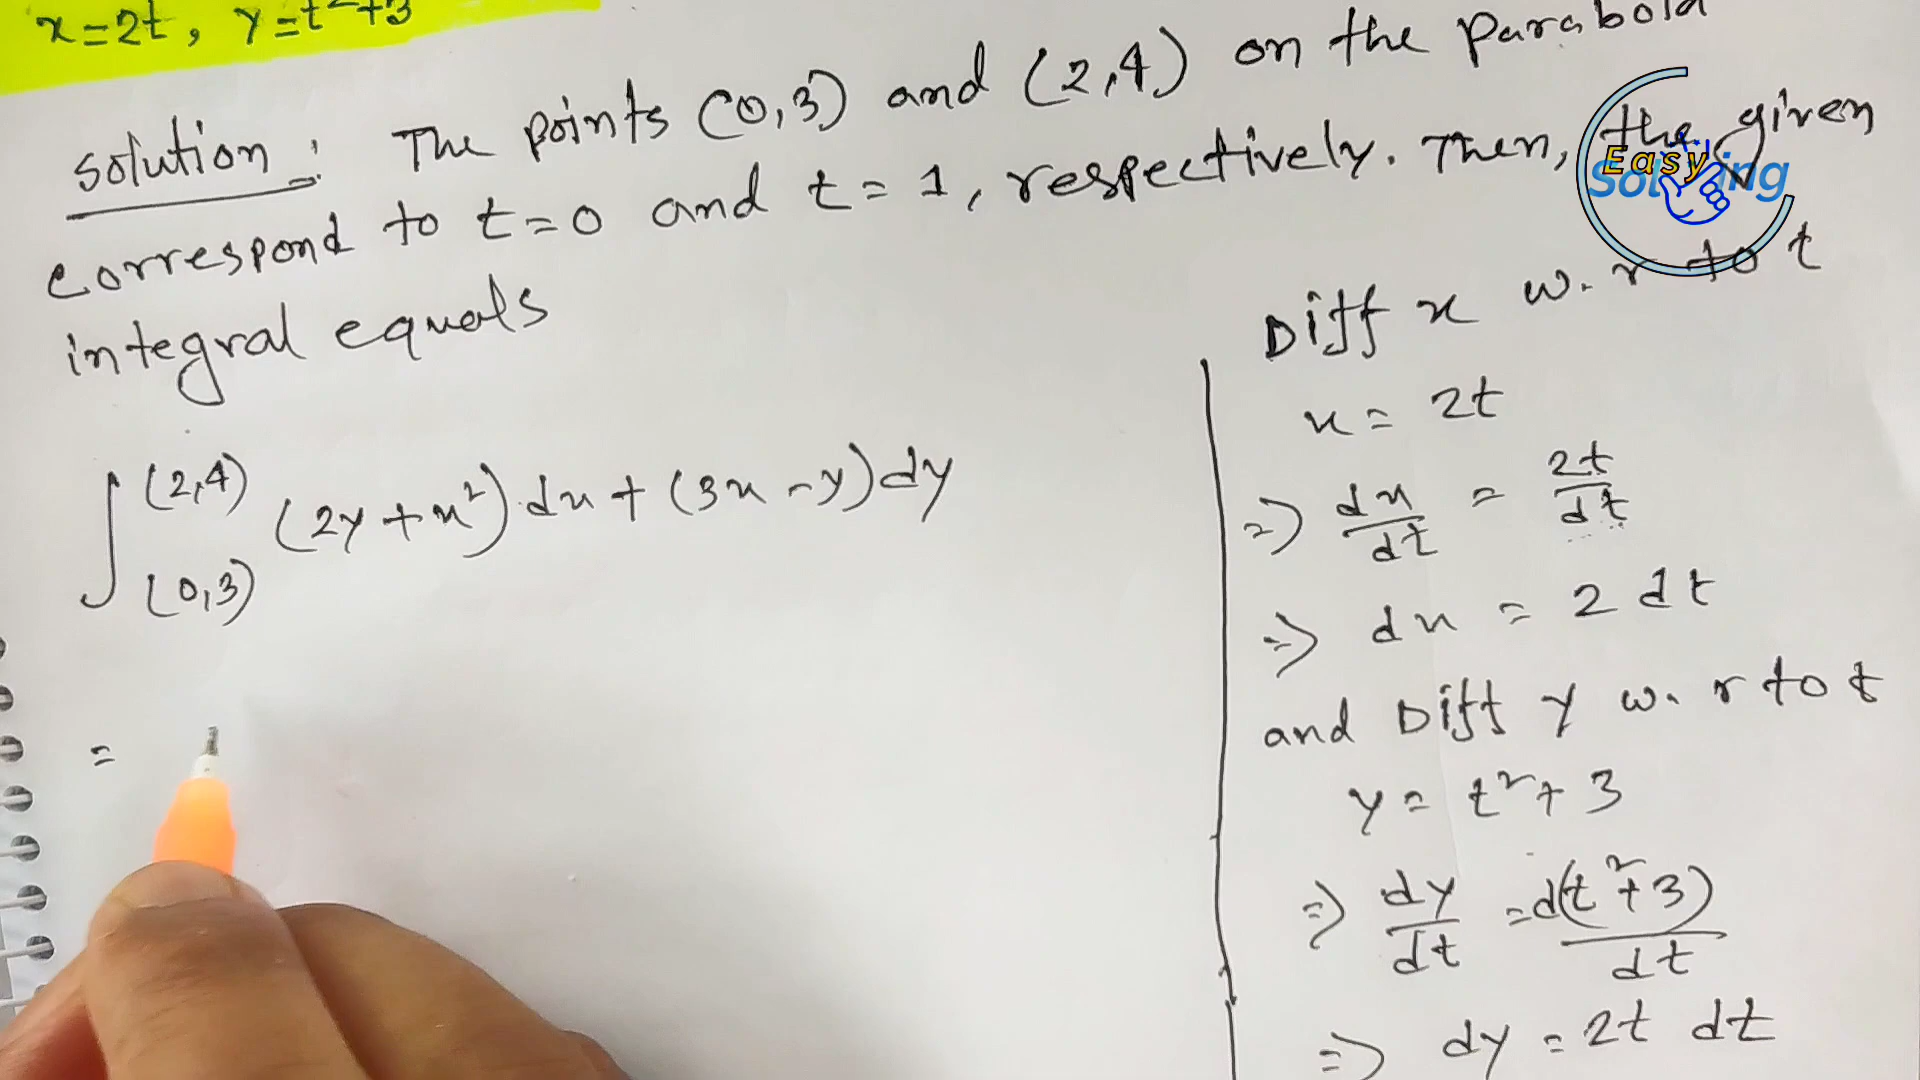 x=2t, y=t²+3
solution: The points (0,3) and (2,4) on the parabola
correspond to t=0 and t=1, respectively. Then, the given
integral equals
∫ (2,4) (0,3) (2y+x²) dx + (3x-y)dy
=
Diff x w.r to t
x= 2t
=> dx/dt = 2t/dt
=> dx = 2 dt
and Diff y w.r to t
y= t²+3
=> dy/dt = d(t²+3)/dt
=> dy = 2t dt
Easy
Solving